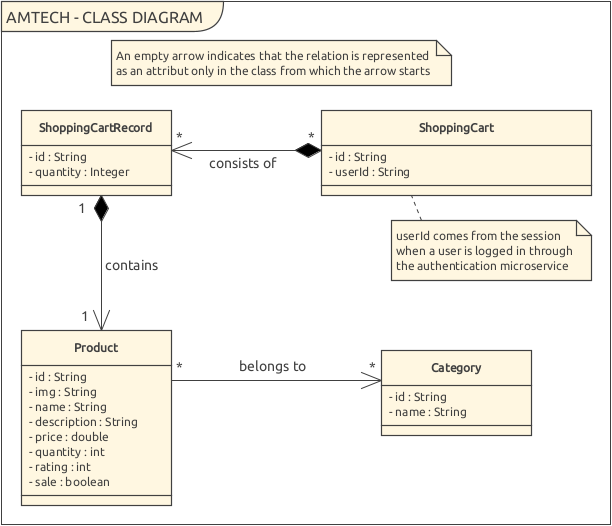 AMTECH - CLASS DIAGRAM
An empty arrow indicates that the relation is represented
as an attribut only in the class from which the arrow starts
ShoppingCartRecord
- id : String
- quantity : Integer
*
*
consists of
ShoppingCart
- id : String
- userId : String
userId comes from the session
when a user is logged in through
the authentication microservice
1
contains
1
Product
- id : String
- img : String
- name : String
- description : String
- price : double
- quantity : int
- rating : int
- sale : boolean
*
belongs to
*
Category
- id : String
- name : String